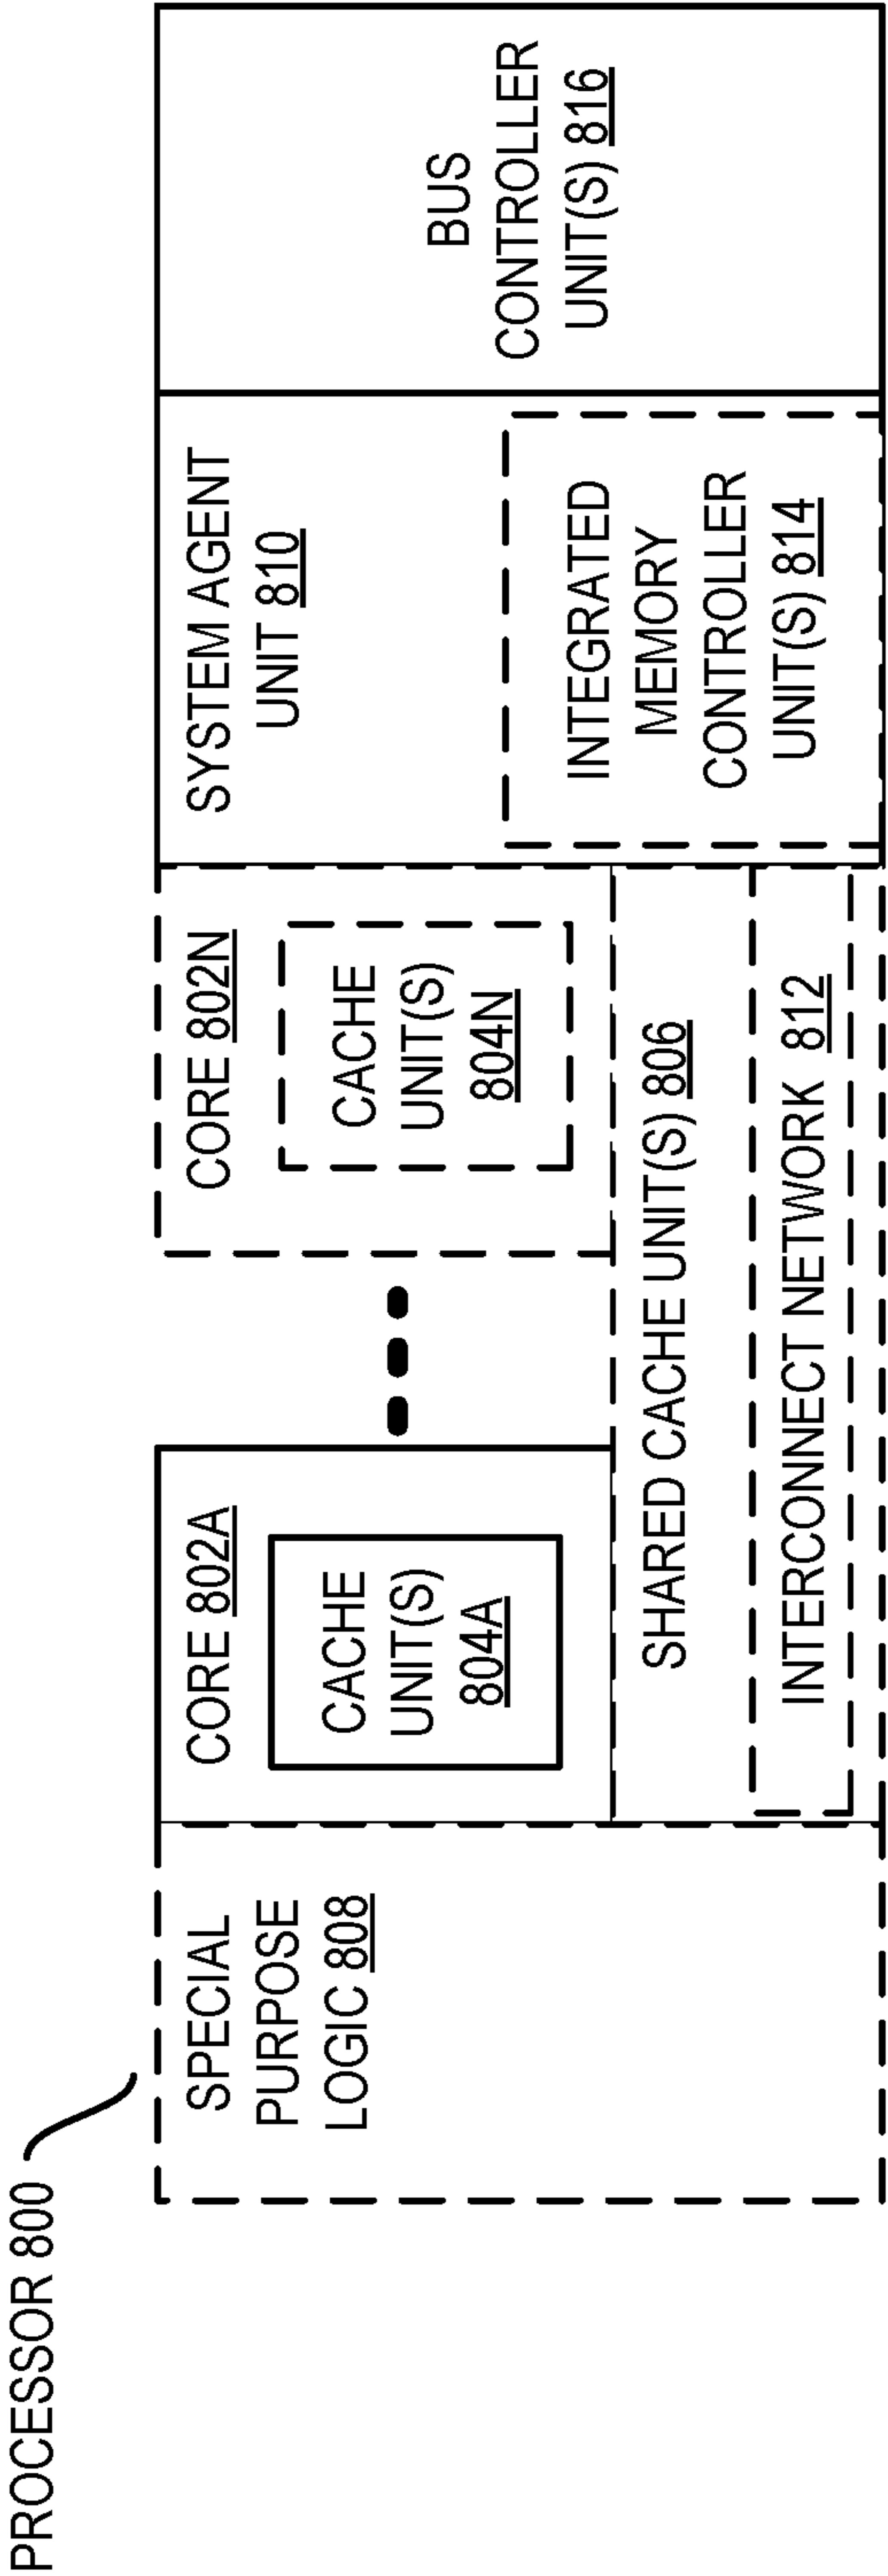 PROCESSOR 800
SPECIAL
PURPOSE
LOGIC 808
CORE 802A
CACHE
UNIT(S)
804A
CORE 802N
CACHE
UNIT(S)
804N
SHARED CACHE UNIT(S) 806
INTERCONNECT NETWORK 812
SYSTEM AGENT
UNIT 810
INTEGRATED
MEMORY
CONTROLLER
UNIT(S) 814
BUS
CONTROLLER
UNIT(S) 816